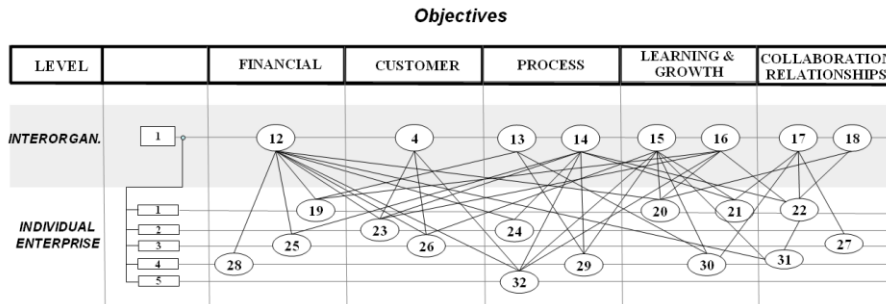 Objectives
LEVEL FINANCIAL CUSTOMER PROCESS LEARNING & GROWTH COLLABORATION RELATIONSHIPS
INTERORGAN. 1 12 4 13 14 15 16 17 18
INDIVIDUAL ENTERPRISE
1 19 20 21 22
2 23 24
3 25 26 27
4 28 29 30 31
5 32